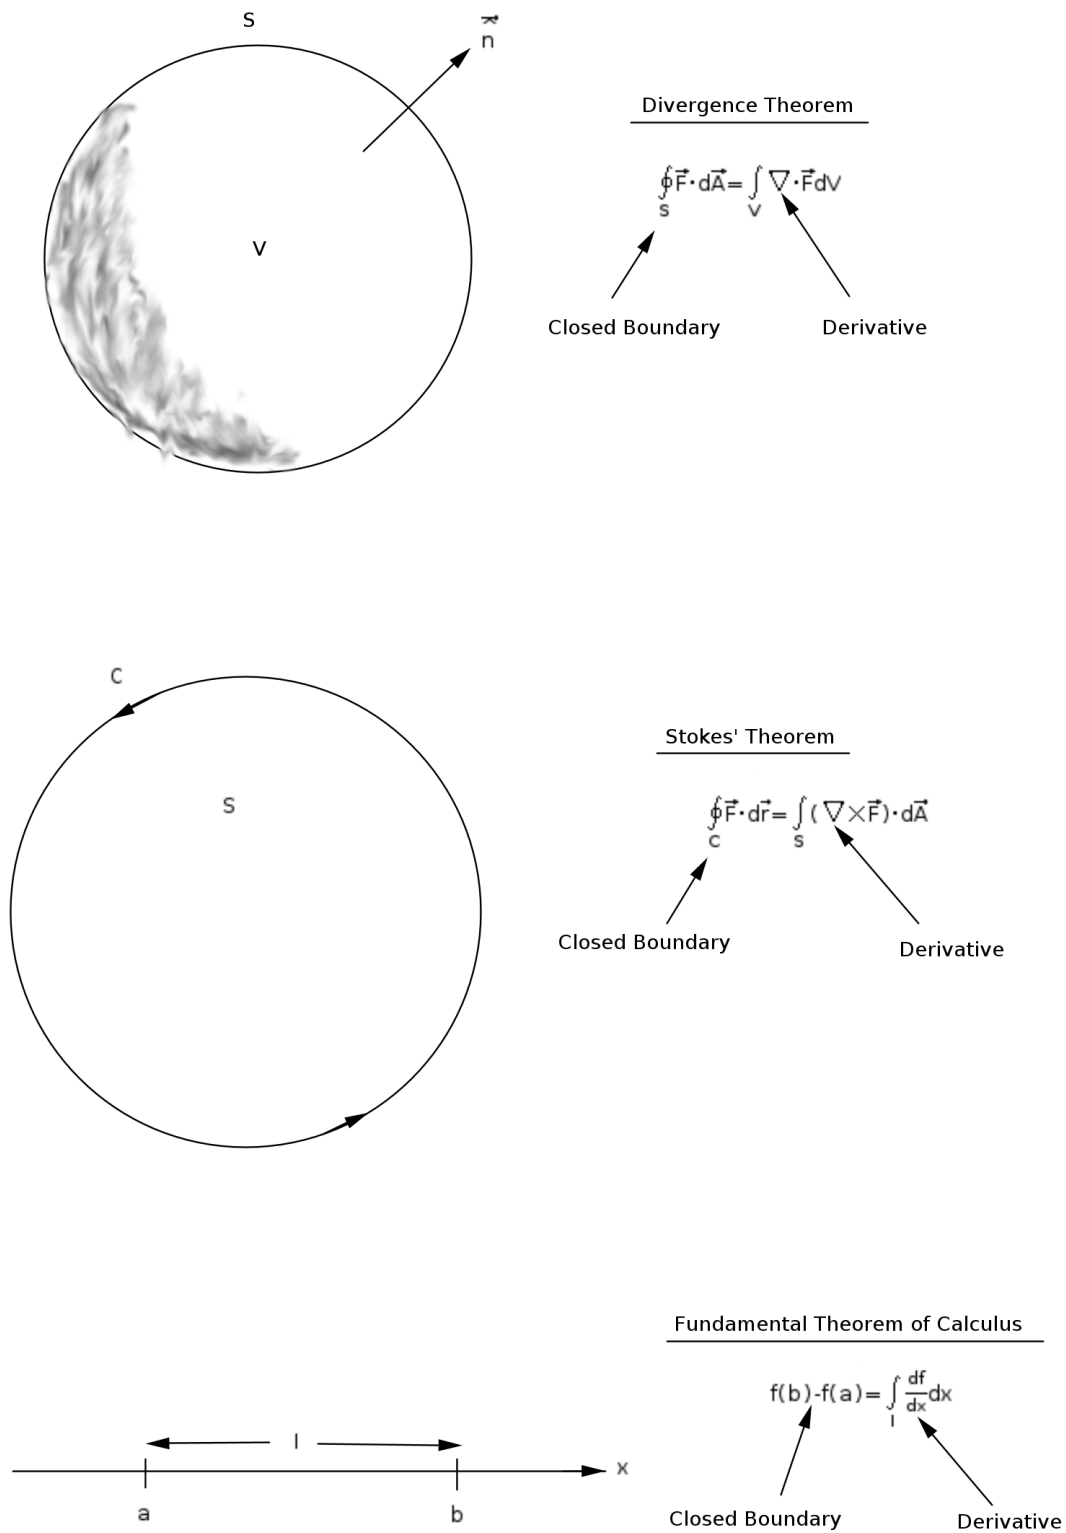 S
n⃗
V
Divergence Theorem
∮F⃗·dA⃗=∫∇·F⃗dV
S V
Closed Boundary Derivative
C
S
Stokes' Theorem
∮F⃗·dr⃗=∫(∇×F⃗)·dA⃗
C S
Closed Boundary Derivative
Fundamental Theorem of Calculus
f(b)-f(a)=∫df/dx dx
I
I
x
a b
Closed Boundary Derivative